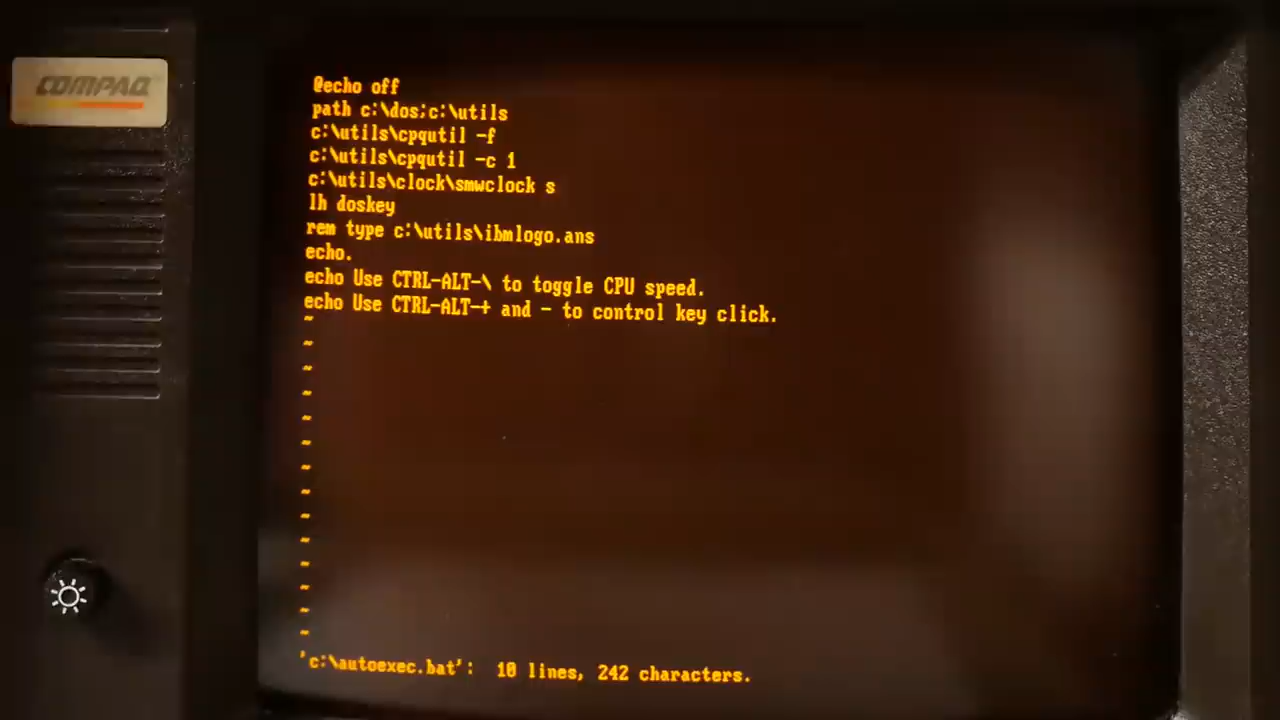 COMPAQ
@echo off
path c:\dos;c:\utils
c:\utils\cpqutil -f
c:\utils\cpqutil -c 1
c:\utils\clock\smwclock s
lh doskey
rem type c:\utils\ibmlogo.ans
echo.
echo Use CTRL-ALT-\ to toggle CPU speed.
echo Use CTRL-ALT-+ and - to control key click.
~
~
~
~
~
~
~
~
~
~
~
~
~
~
'c:\autoexec.bat':  10 lines, 242 characters.